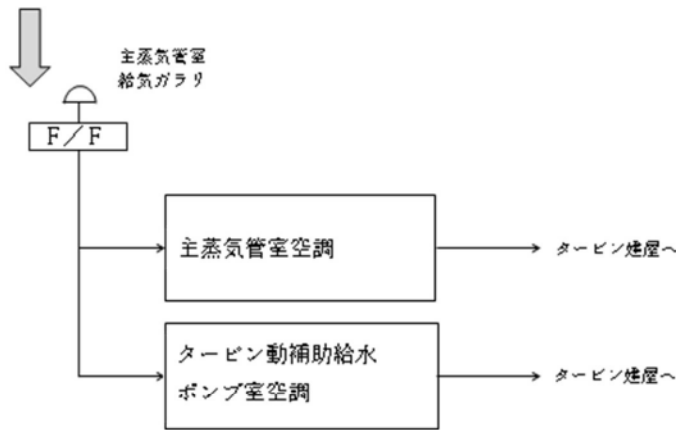 主蒸気管室
給気ガラリ
F／F
主蒸気管室空調
タービン建屋へ
タービン動補助給水
ポンプ室空調
タービン建屋へ